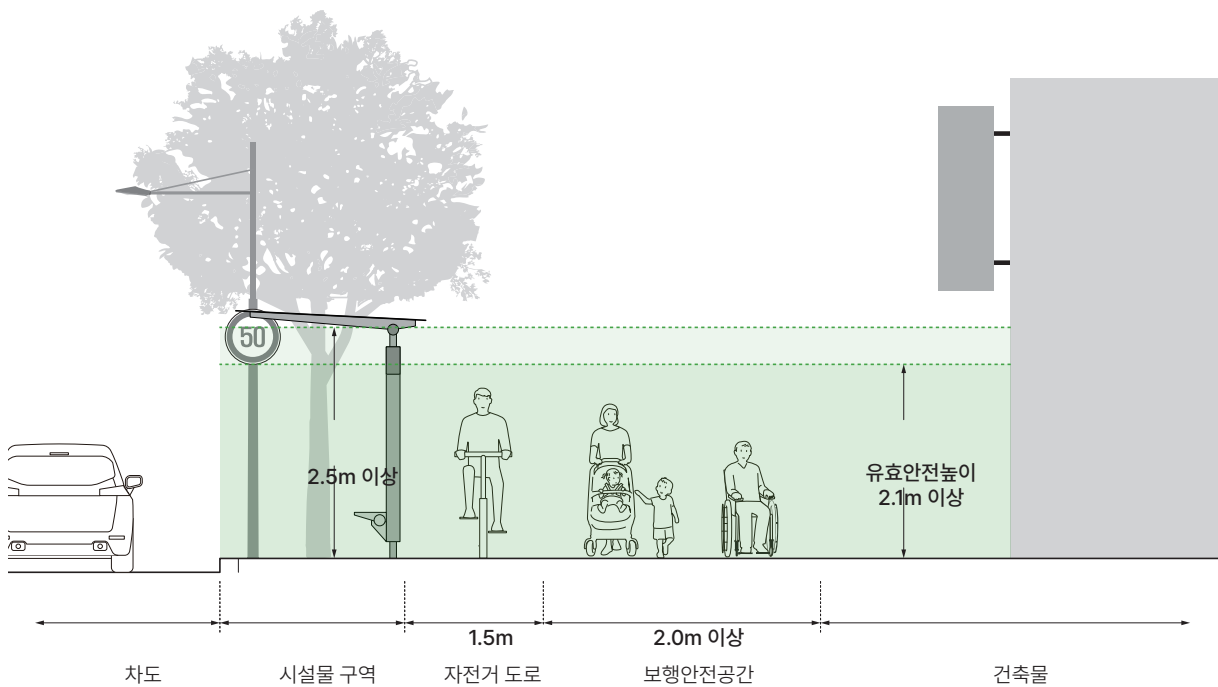 50
2.5m 이상
유효안전높이
2.1m 이상
1.5m
2.0m 이상
차도
시설물 구역
자전거 도로
보행안전공간
건축물